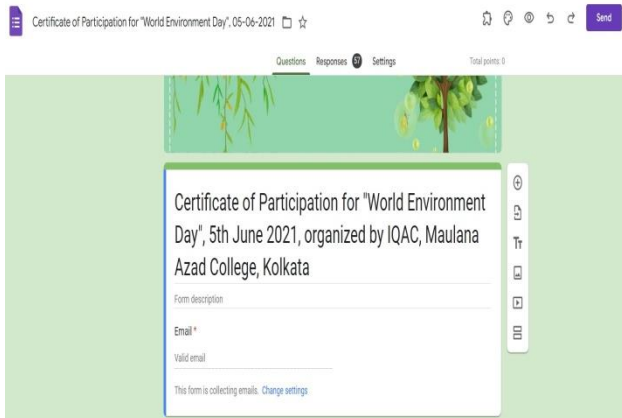 Certificate of Participation for "World Environment Day", 05-06-2021
Send
Questions Responses 57 Settings Total points: 0
Certificate of Participation for "World Environment
Day", 5th June 2021, organized by IQAC, Maulana
Azad College, Kolkata
Form description
Email *
Valid email
This form is collecting emails. Change settings
Tт